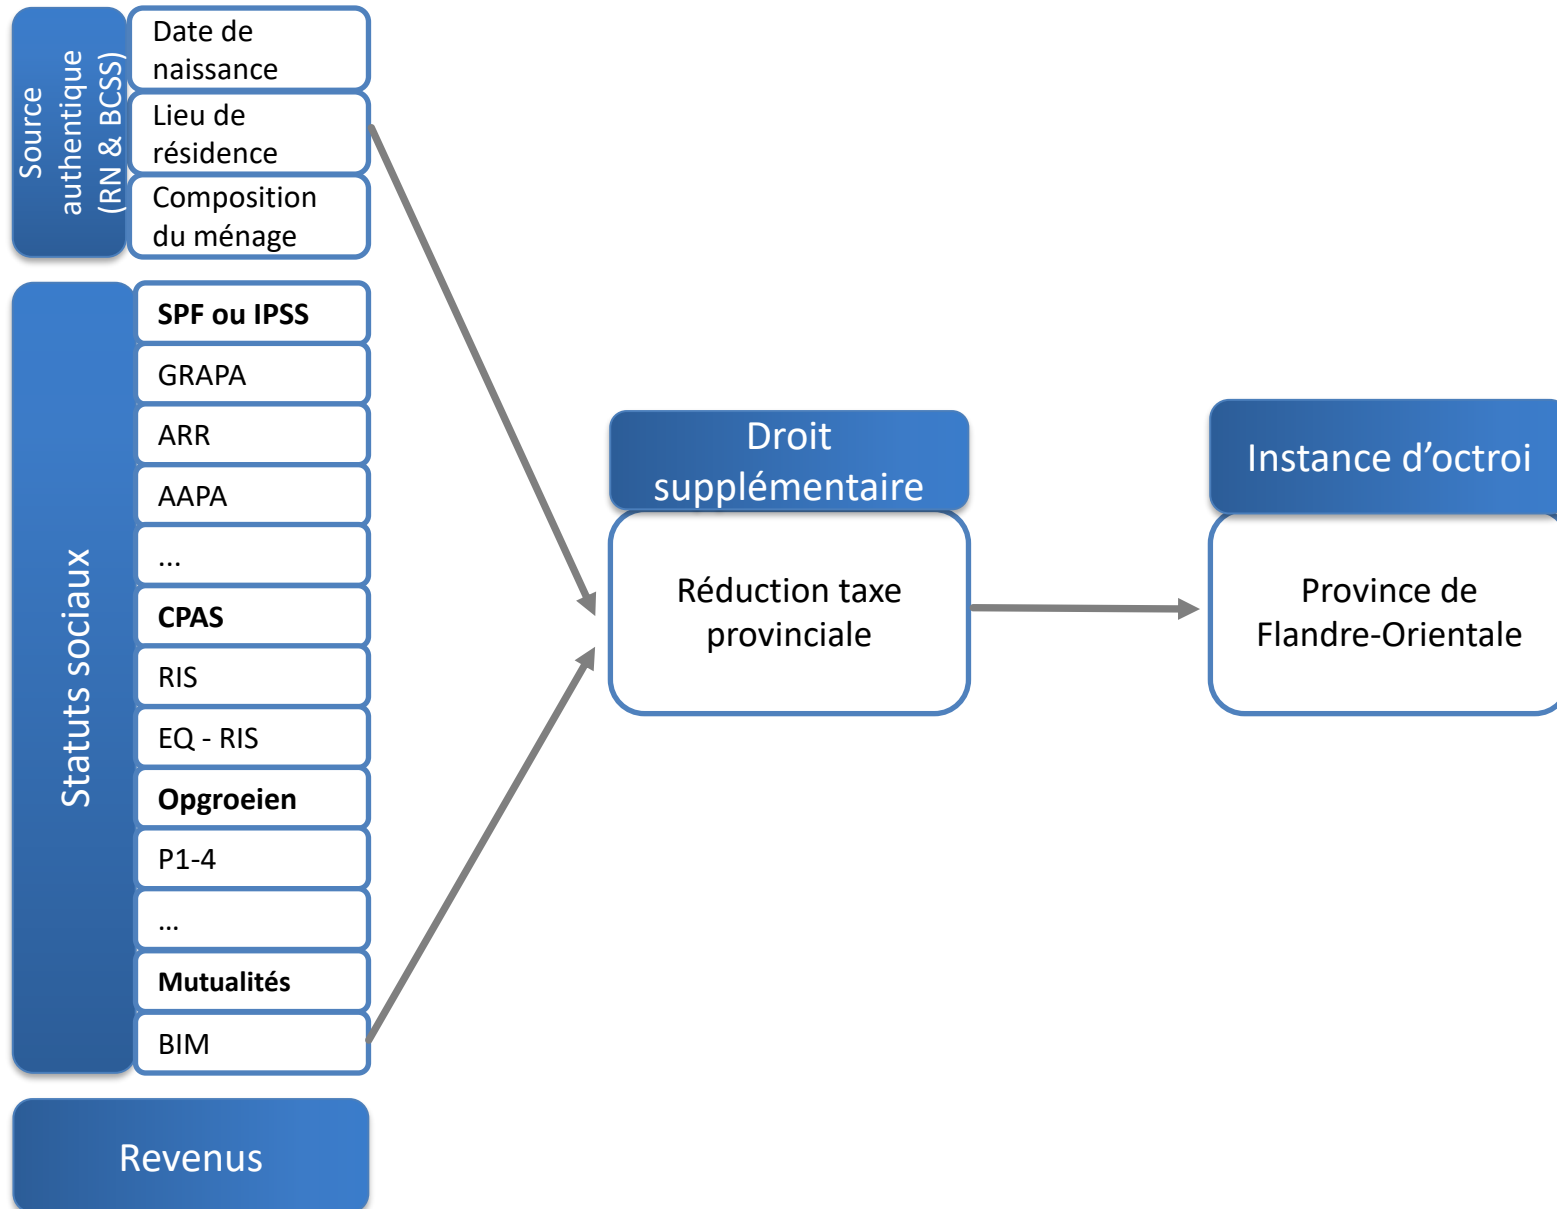 Source
authentique
(RN & BCSS)
Date de
naissance
Lieu de
résidence
Composition
du ménage
Statuts sociaux
SPF ou IPSS
GRAPA
ARR
AAPA
...
CPAS
RIS
EQ - RIS
Opgroeien
P1-4
...
Mutualités
BIM
Revenus
Droit
supplémentaire
Réduction taxe
provinciale
Instance d’octroi
Province de
Flandre-Orientale